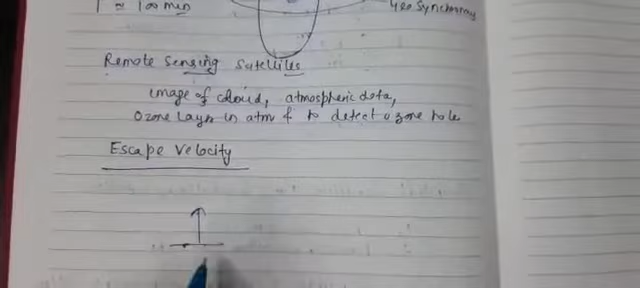 T ≈ 100 min
Geo Synchronous
Remote Sensing Satellites
image of cloud, atmospheric data,
Ozone layer in atm & to detect ozone hole
Escape Velocity